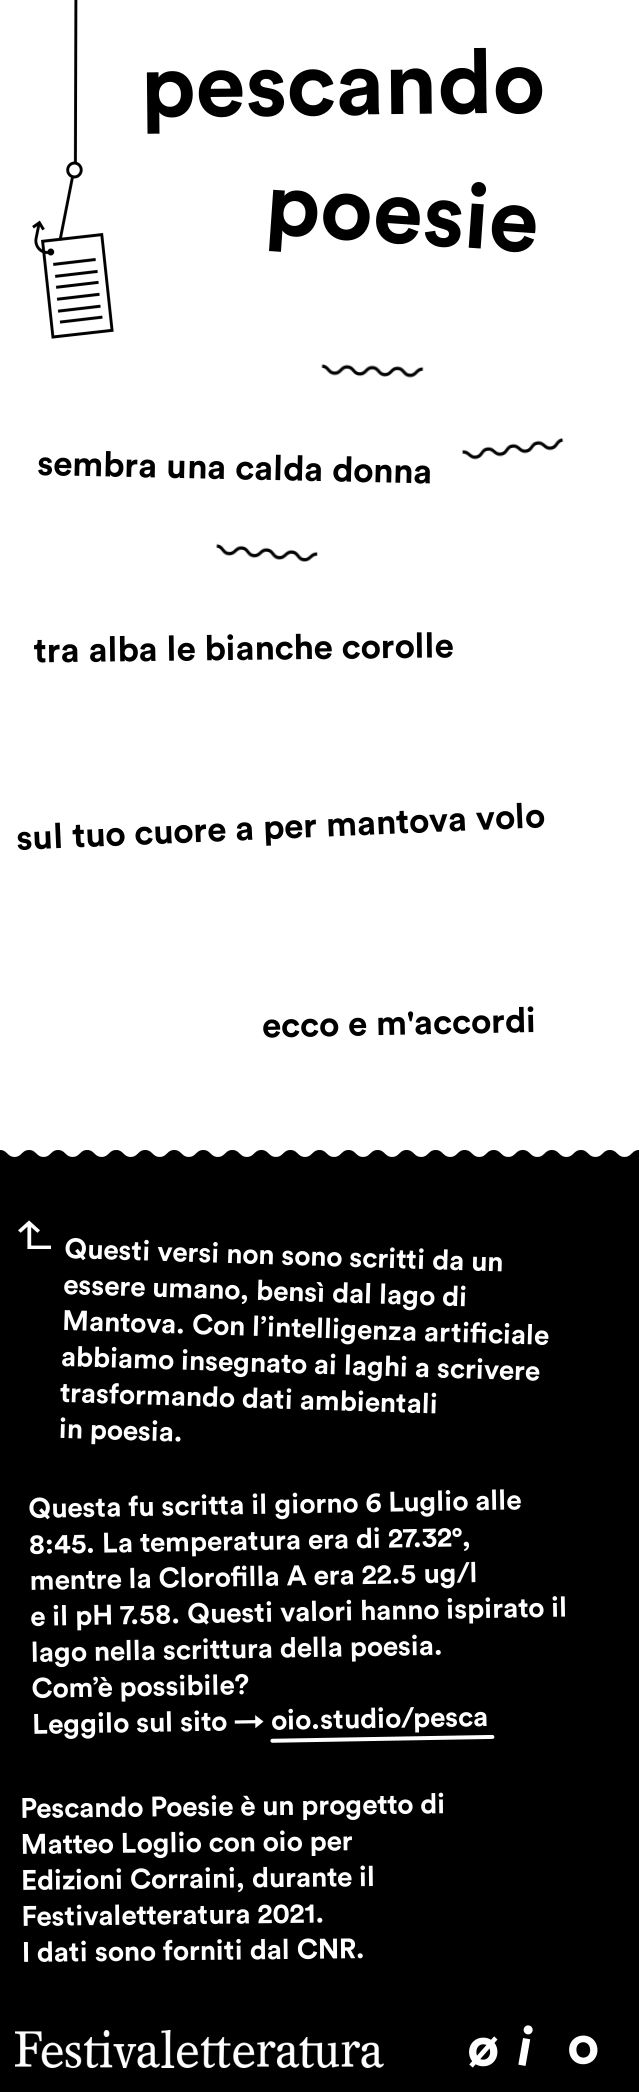 pescando
poesie
sembra una calda donna
tra alba le bianche corolle
sul tuo cuore a per mantova volo
ecco e m'accordi
Questi versi non sono scritti da un
essere umano, bensì dal lago di
Mantova. Con l’intelligenza artificiale
abbiamo insegnato ai laghi a scrivere
trasformando dati ambientali
in poesia.
Questa fu scritta il giorno 6 Luglio alle
8:45. La temperatura era di 27.32°,
mentre la Clorofilla A era 22.5 ug/l
e il pH 7.58. Questi valori hanno ispirato il
lago nella scrittura della poesia.
Com’è possibile?
Leggilo sul sito → oio.studio/pesca
Pescando Poesie è un progetto di
Matteo Loglio con oio per
Edizioni Corraini, durante il
Festivaletteratura 2021.
I dati sono forniti dal CNR.
Festivaletteratura øio